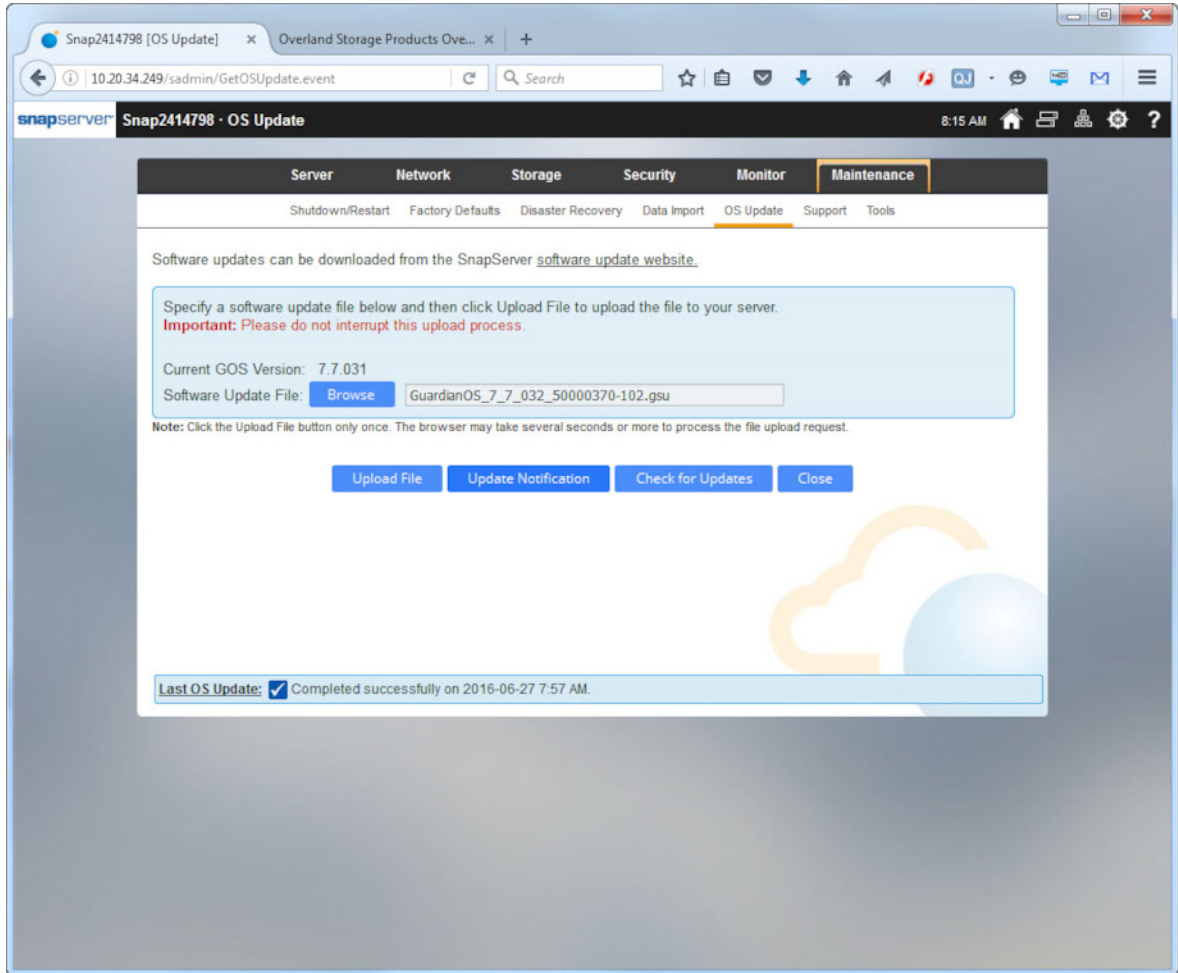 Snap2414798 [OS Update] × Overland Storage Products Ove... × +
10.20.34.249/sadmin/GetOSUpdate.event Search QJ
snapserver Snap2414798 · OS Update 8:15 AM ?
Server Network Storage Security Monitor Maintenance
Shutdown/Restart Factory Defaults Disaster Recovery Data Import OS Update Support Tools
Software updates can be downloaded from the SnapServer software update website.
Specify a software update file below and then click Upload File to upload the file to your server.
Important: Please do not interrupt this upload process.
Current GOS Version: 7.7.031
Software Update File: Browse GuardianOS_7_7_032_50000370-102.gsu
Note: Click the Upload File button only once. The browser may take several seconds or more to process the file upload request.
Upload File Update Notification Check for Updates Close
Last OS Update: Completed successfully on 2016-06-27 7:57 AM.